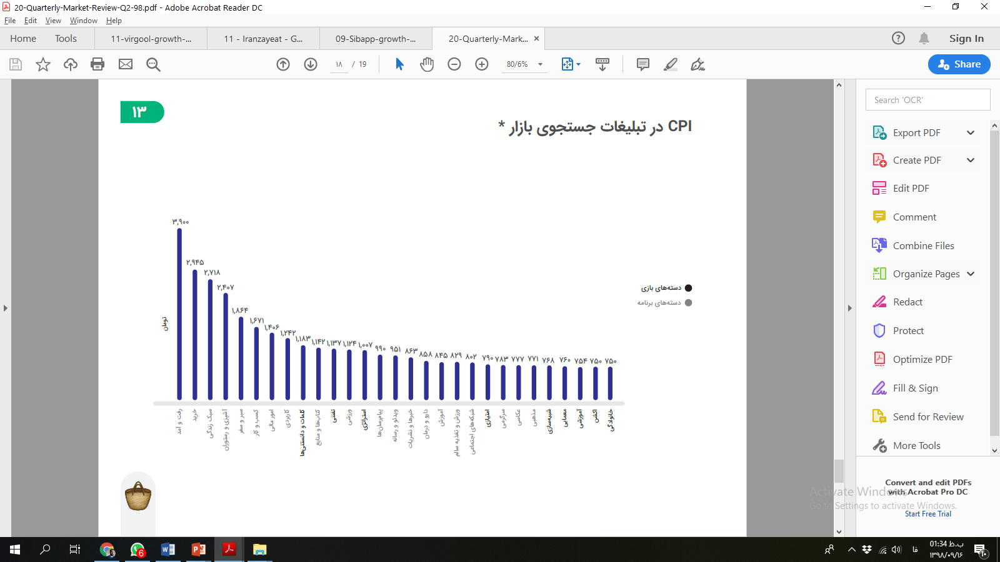 20-Quarterly-Market-Review-Q2-98.pdf - Adobe Acrobat Reader DC
File Edit View Window Help
Home Tools 11-virgool-growth-... 11 - Iranzayeat - G... 09-Sibapp-growth-... 20-Quarterly-Mark... × Sign In
۱۸ / 19 80/6% Share
۱۳
CPI در تبلیغات جستجوی بازار *
۳,۹۰۰
۲,۹۴۵
۲,۷۱۸
۲,۴۰۷
۱,۸۶۴
۱,۶۷۱
۱,۴۰۶
۱,۲۴۲
۱,۱۸۳
۱,۱۴۲
۱,۱۳۷
۱,۱۲۴
۱,۰۰۷
۹۹۰
۹۵۱
۸۶۳
۸۵۸
۸۴۵
۸۲۹
۸۰۲
۷۹۰
۷۸۳
۷۷۷
۷۷۱
۷۶۸
۷۶۰
۷۵۴
۷۵۰
۷۵۰
تومان
دسته‌های بازی
دسته‌های برنامه
رفت و آمد
خرید
سبک زندگی
آشپزی و رستوران
سیر و سفر
کسب و کار
امور مالی
کاربردی
کلمات و دانستنی‌ها
کتاب‌ها و منابع
تفننی
ورزشی
استراتژی
پیام‌رسان‌ها
ویدئو و رسانه
خبرها و نشریات
دارو و درمان
آموزش
ورزش و تغذیه سالم
شبکه‌های اجتماعی
امتیازی
سرگرمی
عکاسی
مذهبی
شبیه‌سازی
معمایی
آموزشی
اکشن
خانوادگی
Search 'OCR'
Export PDF
Create PDF
Edit PDF
Comment
Combine Files
Organize Pages
Redact
Protect
Optimize PDF
Fill & Sign
Send for Review
More Tools
Convert and edit PDFs
with Acrobat Pro DC
Start Free Trial
Activate Windows
Go to Settings to activate Windows.
6
فا
01:34 ب.ظ
۱۳۹۸/۰۹/۱۶